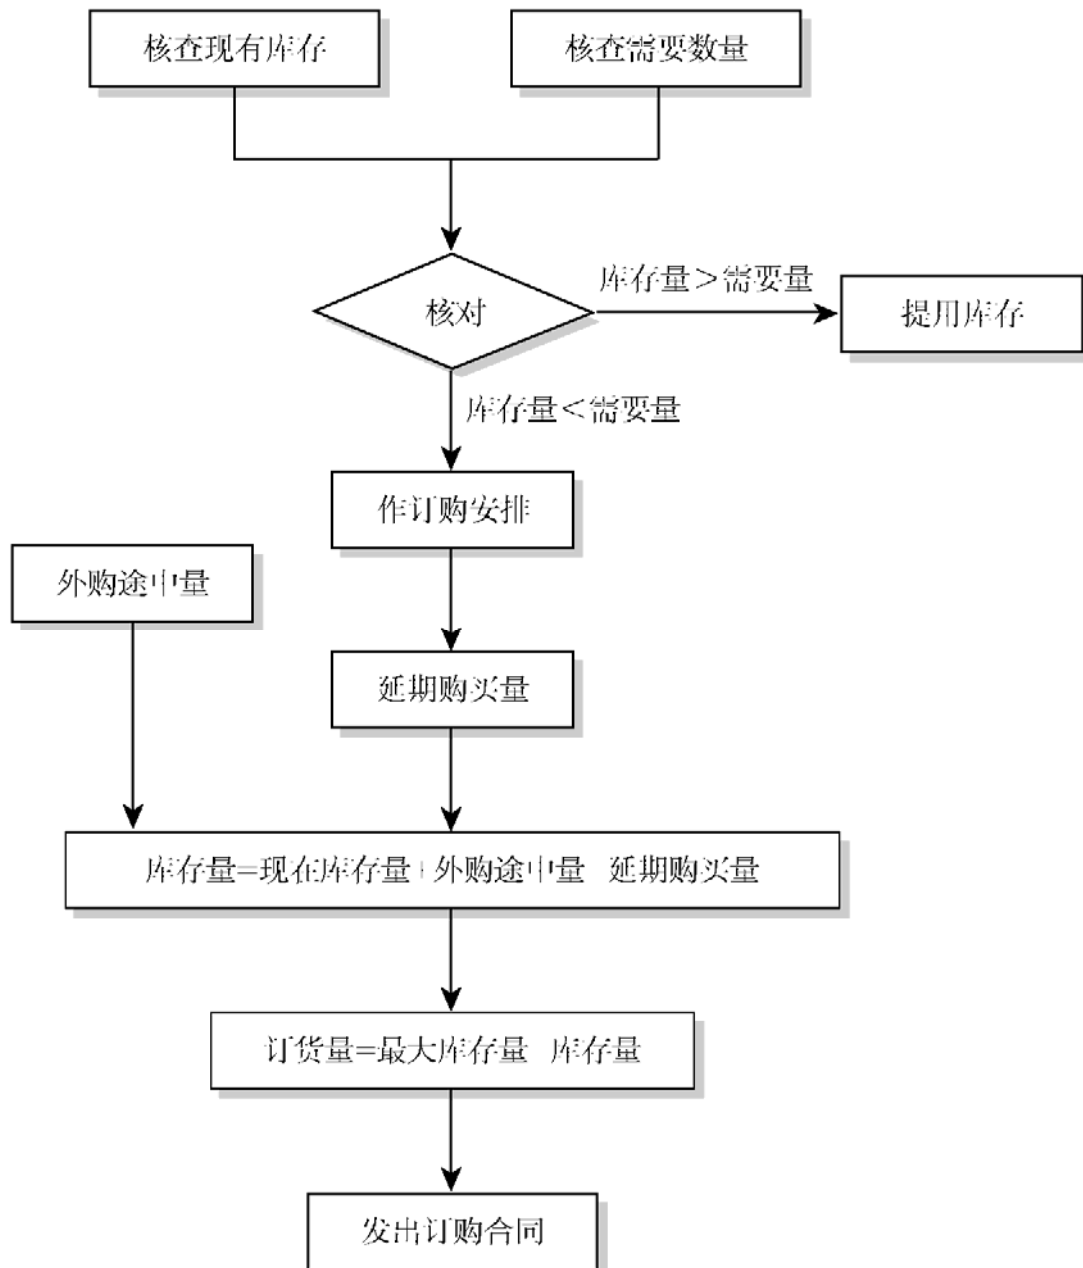 核查现有库存
核查需要数量
库存量＞需要量
核对
提用库存
库存量＜需要量
作订购安排
外购途中量
延期购买量
库存量=现在库存量+外购途中量 延期购买量
订货量=最大库存量 库存量
发出订购合同